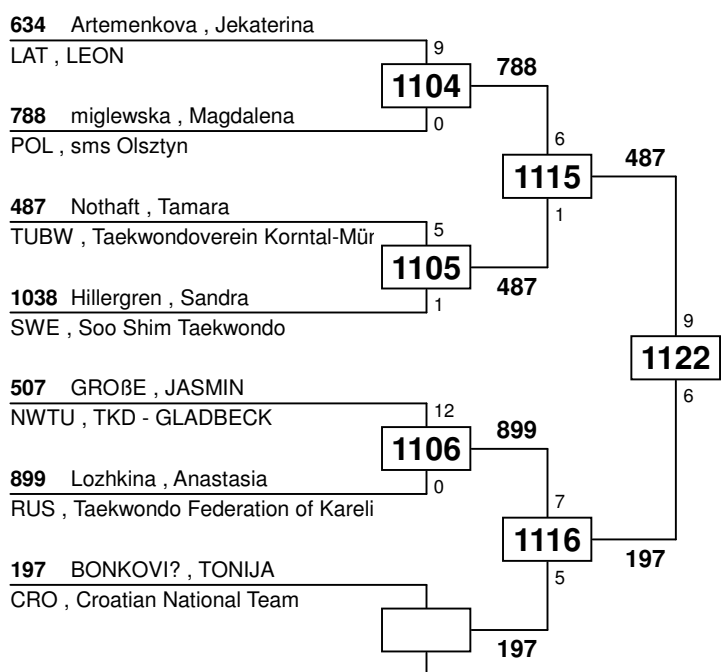 634 Artemenkova , Jekaterina
LAT , LEON
9
1104
788
0
788 miglewska , Magdalena
POL , sms Olsztyn
6
1115
487
1
487 Nothaft , Tamara
TUBW , Taekwondoverein Korntal-Mür
5
1105
487
1
1038 Hillergren , Sandra
SWE , Soo Shim Taekwondo
9
1122
6
507 GROßE , JASMIN
NWTU , TKD - GLADBECK
12
1106
899
0
899 Lozhkina , Anastasia
RUS , Taekwondo Federation of Kareli
7
1116
197
5
197 BONKOVI? , TONIJA
CRO , Croatian National Team
197